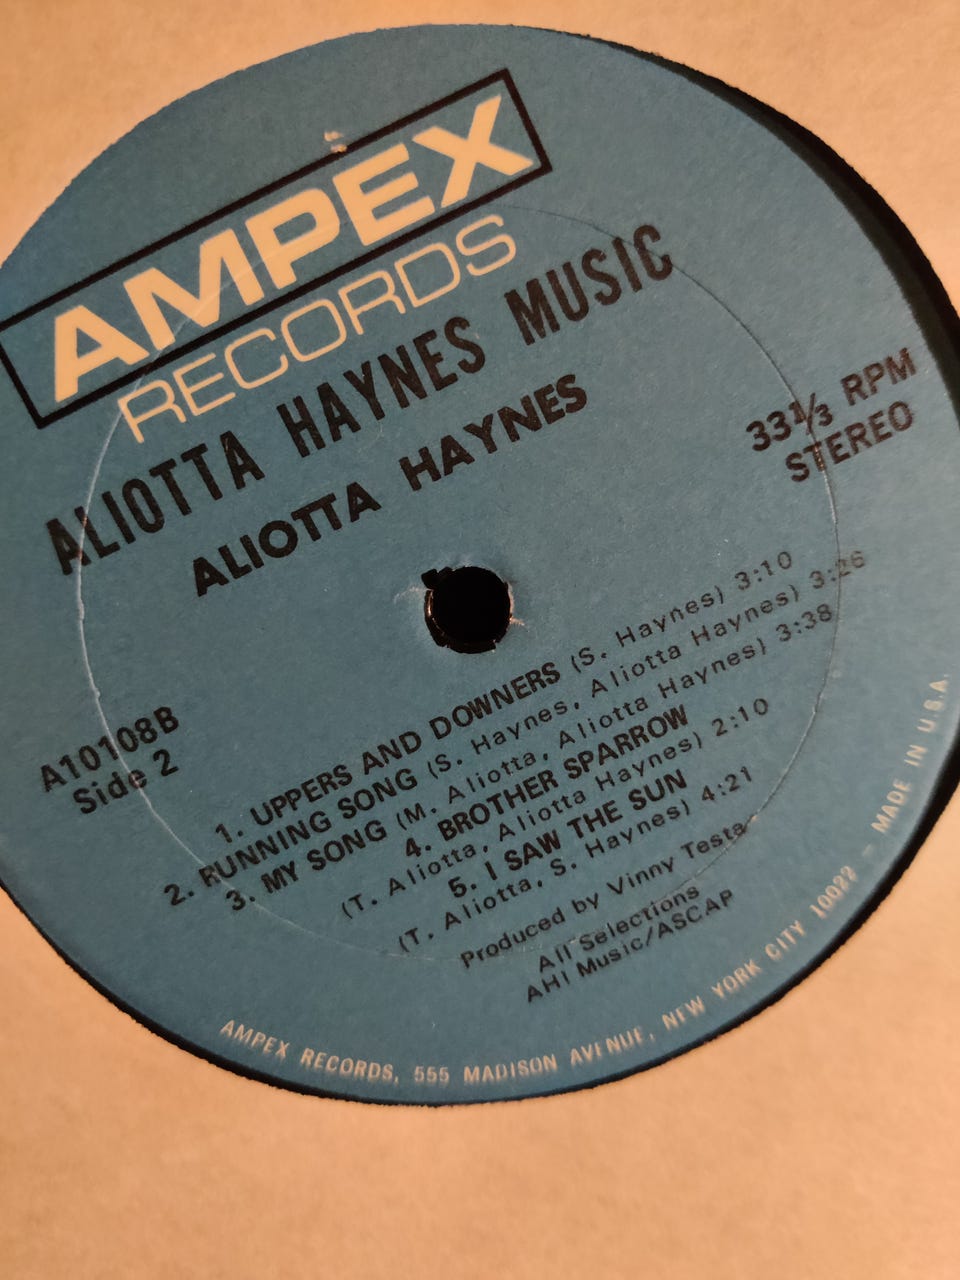 AMPEX
RECORDS
ALIOTTA HAYNES MUSIC
ALIOTTA HAYNES
33⅓ RPM
STEREO
A10108B
Side 2
1. UPPERS AND DOWNERS (S. Haynes) 3:10
2. RUNNING SONG (S. Haynes, Aliotta Haynes) 3:26
3. MY SONG (M. Aliotta, Aliotta Haynes) 3:38
4. BROTHER SPARROW
(T. Aliotta, Aliotta Haynes) 2:10
5. I SAW THE SUN
(T. Aliotta, S. Haynes) 4:21
Produced by Vinny Testa
All Selections
AHI Music/ASCAP
AMPEX RECORDS, 555 MADISON AVENUE, NEW YORK CITY 10022 - MADE IN U.S.A.